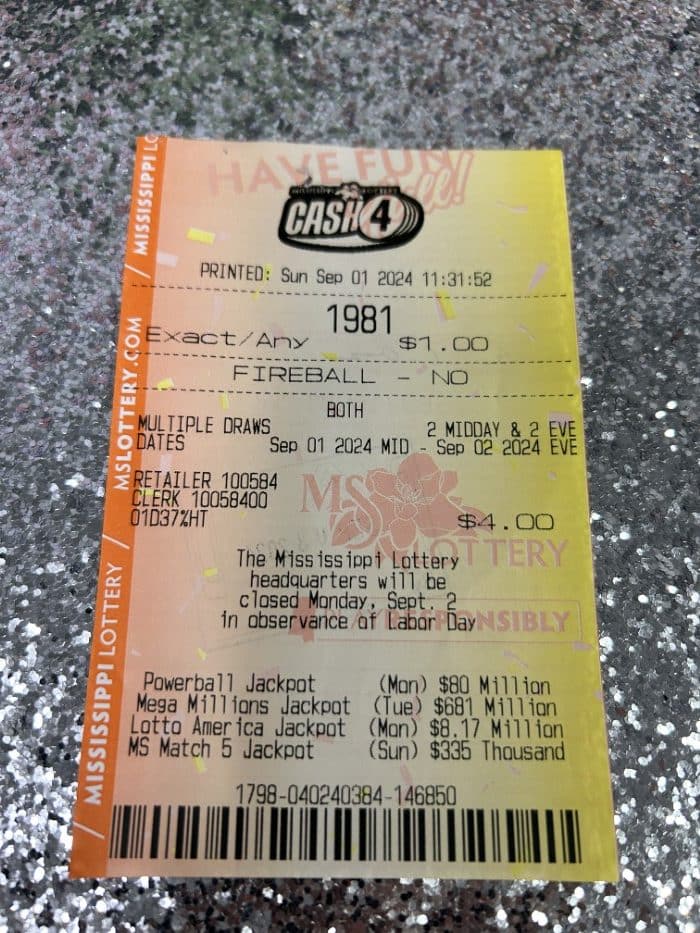 HAVE FUN
CASH 4
PRINTED: Sun Sep 01 2024 11:31:52
1981
Exact/Any $1.00
FIREBALL - NO
BOTH
MULTIPLE DRAWS 2 MIDDAY & 2 EVE
DATES Sep 01 2024 MID - Sep 02 2024 EVE
RETAILER 100584
CLERK 10058400
01D37%HT $4.00
MS
LOTTERY
The Mississippi Lottery
headquarters will be
closed Monday, Sept. 2
in observance of Labor Day
RESPONSIBLY
Powerball Jackpot (Mon) $80 Million
Mega Millions Jackpot (Tue) $681 Million
Lotto America Jackpot (Mon) $8.17 Million
MS Match 5 Jackpot (Sun) $335 Thousand
1798-040240384-146850
/ MISSISSIPPI LOTTERY / MSLOTTERY.COM / MISSISSIPPI LO